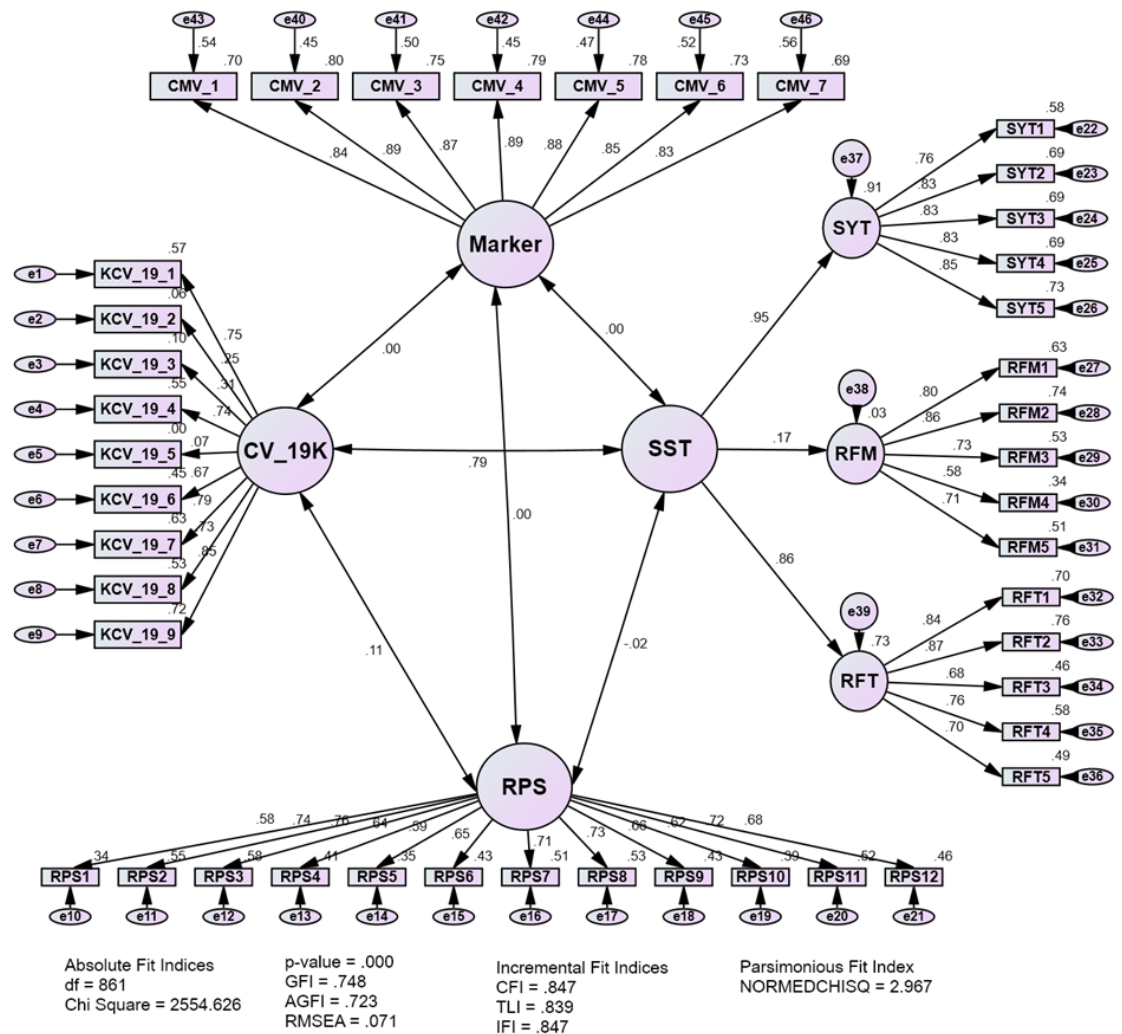 e43 e40 e41 e42 e44 e45 e46
.54 .45 .50 .45 .47 .52 .56
.70 .80 .75 .79 .78 .73 .69
CMV_1 CMV_2 CMV_3 CMV_4 CMV_5 CMV_6 CMV_7
.84 .89 .87 .89 .88 .85 .83
Marker
.00 .00 .00
.57
e1 KCV_19_1 .75
.06
e2 KCV_19_2 .25
.10
e3 KCV_19_3 .31
.55
e4 KCV_19_4 .74
.00
e5 KCV_19_5 .07
.45
e6 KCV_19_6 .67
.63
e7 KCV_19_7 .79
.53
e8 KCV_19_8 .73
.72
e9 KCV_19_9 .85
CV_19K
.79
SST
.95
.17
.86
.11
-.02
e37
.91
SYT
.58
.76 SYT1 e22
.69
.83 SYT2 e23
.69
.83 SYT3 e24
.69
.83 SYT4 e25
.73
.85 SYT5 e26
e38
.03
RFM
.63
.80 RFM1 e27
.74
.86 RFM2 e28
.53
.73 RFM3 e29
.34
.58 RFM4 e30
.51
.71 RFM5 e31
e39
.73
RFT
.70
.84 RFT1 e32
.76
.87 RFT2 e33
.46
.68 RFT3 e34
.58
.76 RFT4 e35
.49
.70 RFT5 e36
RPS
.58 .74 .76 .64 .59 .65 .71 .73 .66 .62 .72 .68
.34 .55 .58 .41 .35 .43 .51 .53 .43 .39 .52 .46
RPS1 RPS2 RPS3 RPS4 RPS5 RPS6 RPS7 RPS8 RPS9 RPS10 RPS11 RPS12
e10 e11 e12 e13 e14 e15 e16 e17 e18 e19 e20 e21
Absolute Fit Indices
df = 861
Chi Square = 2554.626
p-value = .000
GFI = .748
AGFI = .723
RMSEA = .071
Incremental Fit Indices
CFI = .847
TLI = .839
IFI = .847
Parsimonious Fit Index
NORMEDCHISQ = 2.967